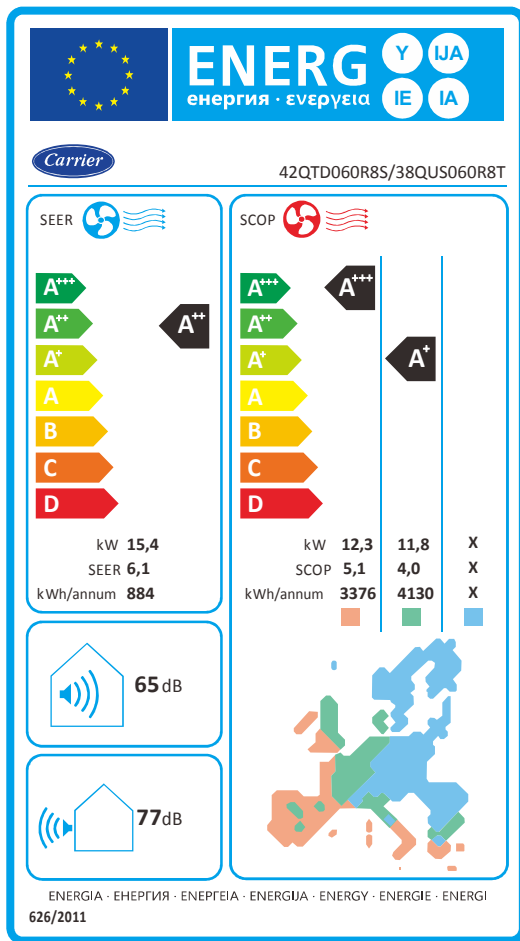 ENERG Y IJA
енергия · ενεργεια IE IA
Carrier
42QTD060R8S/38QUS060R8T
SEER
A+++
A++
A+
A
B
C
D
A++
kW 15,4
SEER 6,1
kWh/annum 884
SCOP
A+++
A++
A+
A
B
C
D
A+++
A+
kW 12,3 11,8 X
SCOP 5,1 4,0 X
kWh/annum 3376 4130 X
65 dB
77dB
ENERGIA · ЕНЕРГИЯ · ΕΝΕΡΓΕΙΑ · ENERGIJA · ENERGY · ENERGIE · ENERGI
626/2011